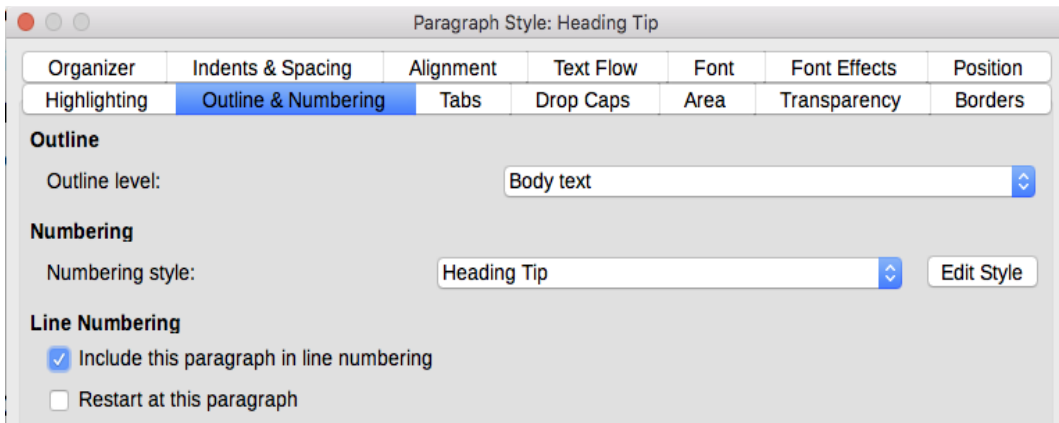 Paragraph Style: Heading Tip
Organizer Indents & Spacing Alignment Text Flow Font Font Effects Position
Highlighting Outline & Numbering Tabs Drop Caps Area Transparency Borders
Outline
Outline level: Body text
Numbering
Numbering style: Heading Tip Edit Style
Line Numbering
Include this paragraph in line numbering
Restart at this paragraph